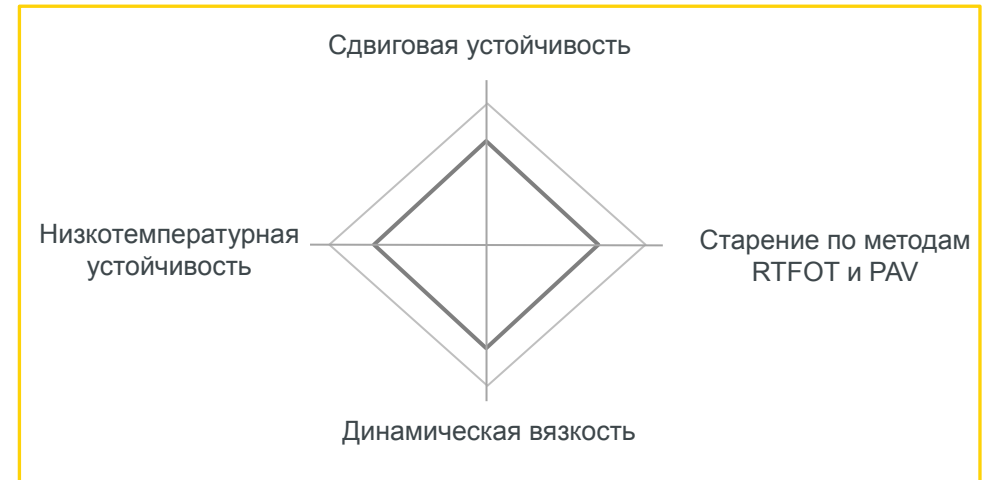 Сдвиговая устойчивость
Низкотемпературная
устойчивость
Старение по методам
RTFOT и PAV
Динамическая вязкость